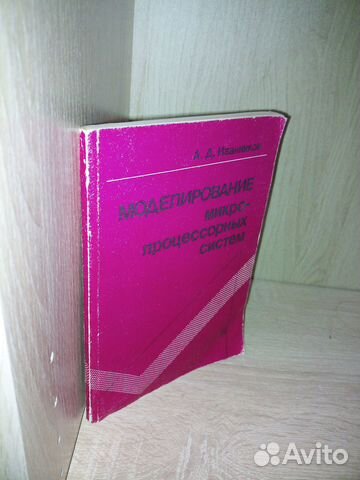 А. Д. Иванников
МОДЕЛИРОВАНИЕ
микро-
процессорных
систем
Avito